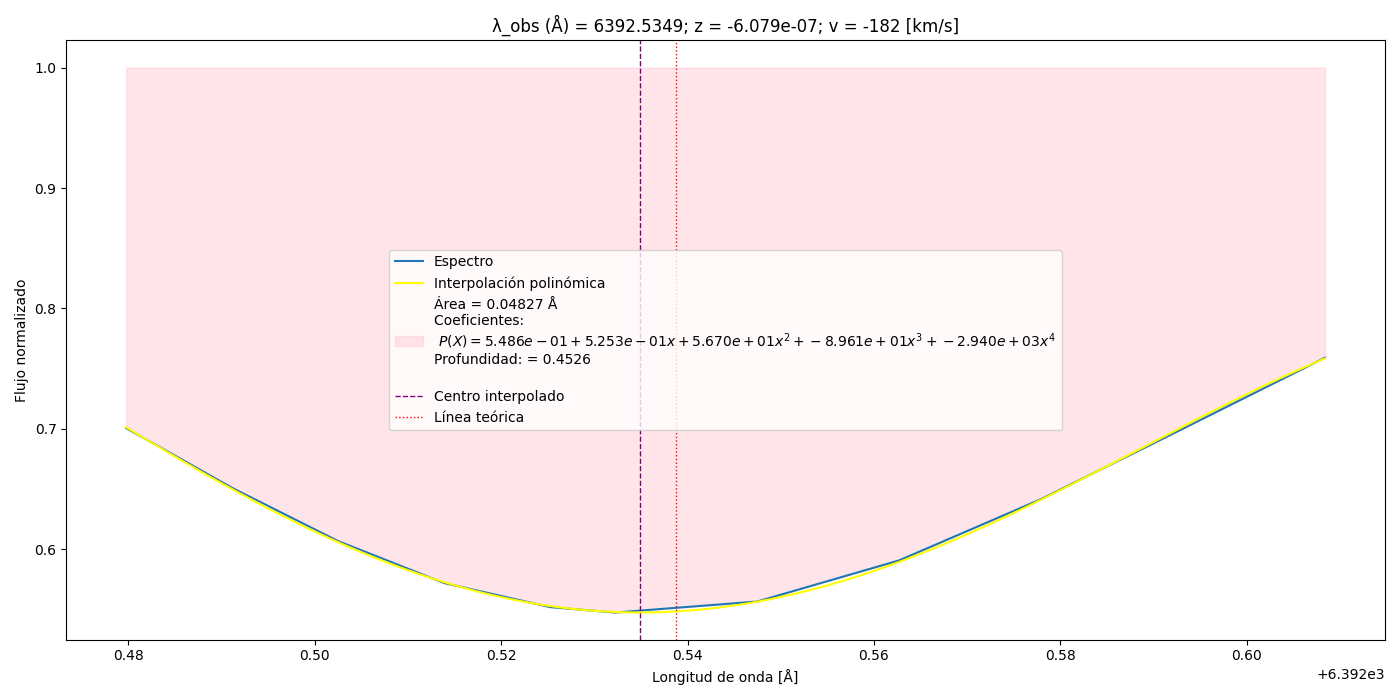 λ_obs (Å) = 6392.5349; z = -6.079e-07; v = -182 [km/s]
Flujo normalizado
1.0
0.9
0.8
0.7
0.6
Espectro
Interpolación polinómica
Área = 0.04827 Å
Coeficientes:
P(X) = 5.486e − 01 + 5.253e − 01x + 5.670e + 01x² + − 8.961e + 01x³ + − 2.940e + 03x⁴
Profundidad: = 0.4526
Centro interpolado
Línea teórica
0.48 0.50 0.52 0.54 0.56 0.58 0.60
Longitud de onda [Å]
+6.392e3